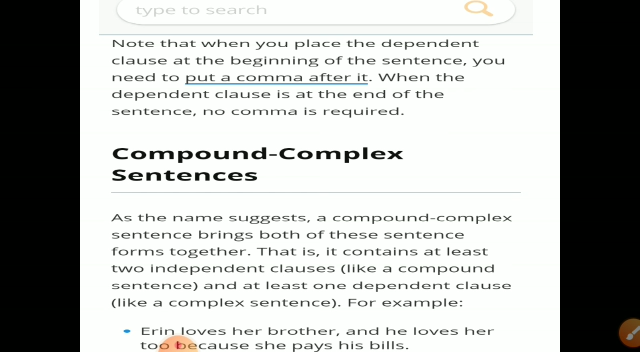 type to search
Note that when you place the dependent
clause at the beginning of the sentence, you
need to put a comma after it. When the
dependent clause is at the end of the
sentence, no comma is required.
Compound-Complex
Sentences
As the name suggests, a compound-complex
sentence brings both of these sentence
forms together. That is, it contains at least
two independent clauses (like a compound
sentence) and at least one dependent clause
(like a complex sentence). For example:
Erin loves her brother, and he loves her
too because she pays his bills.